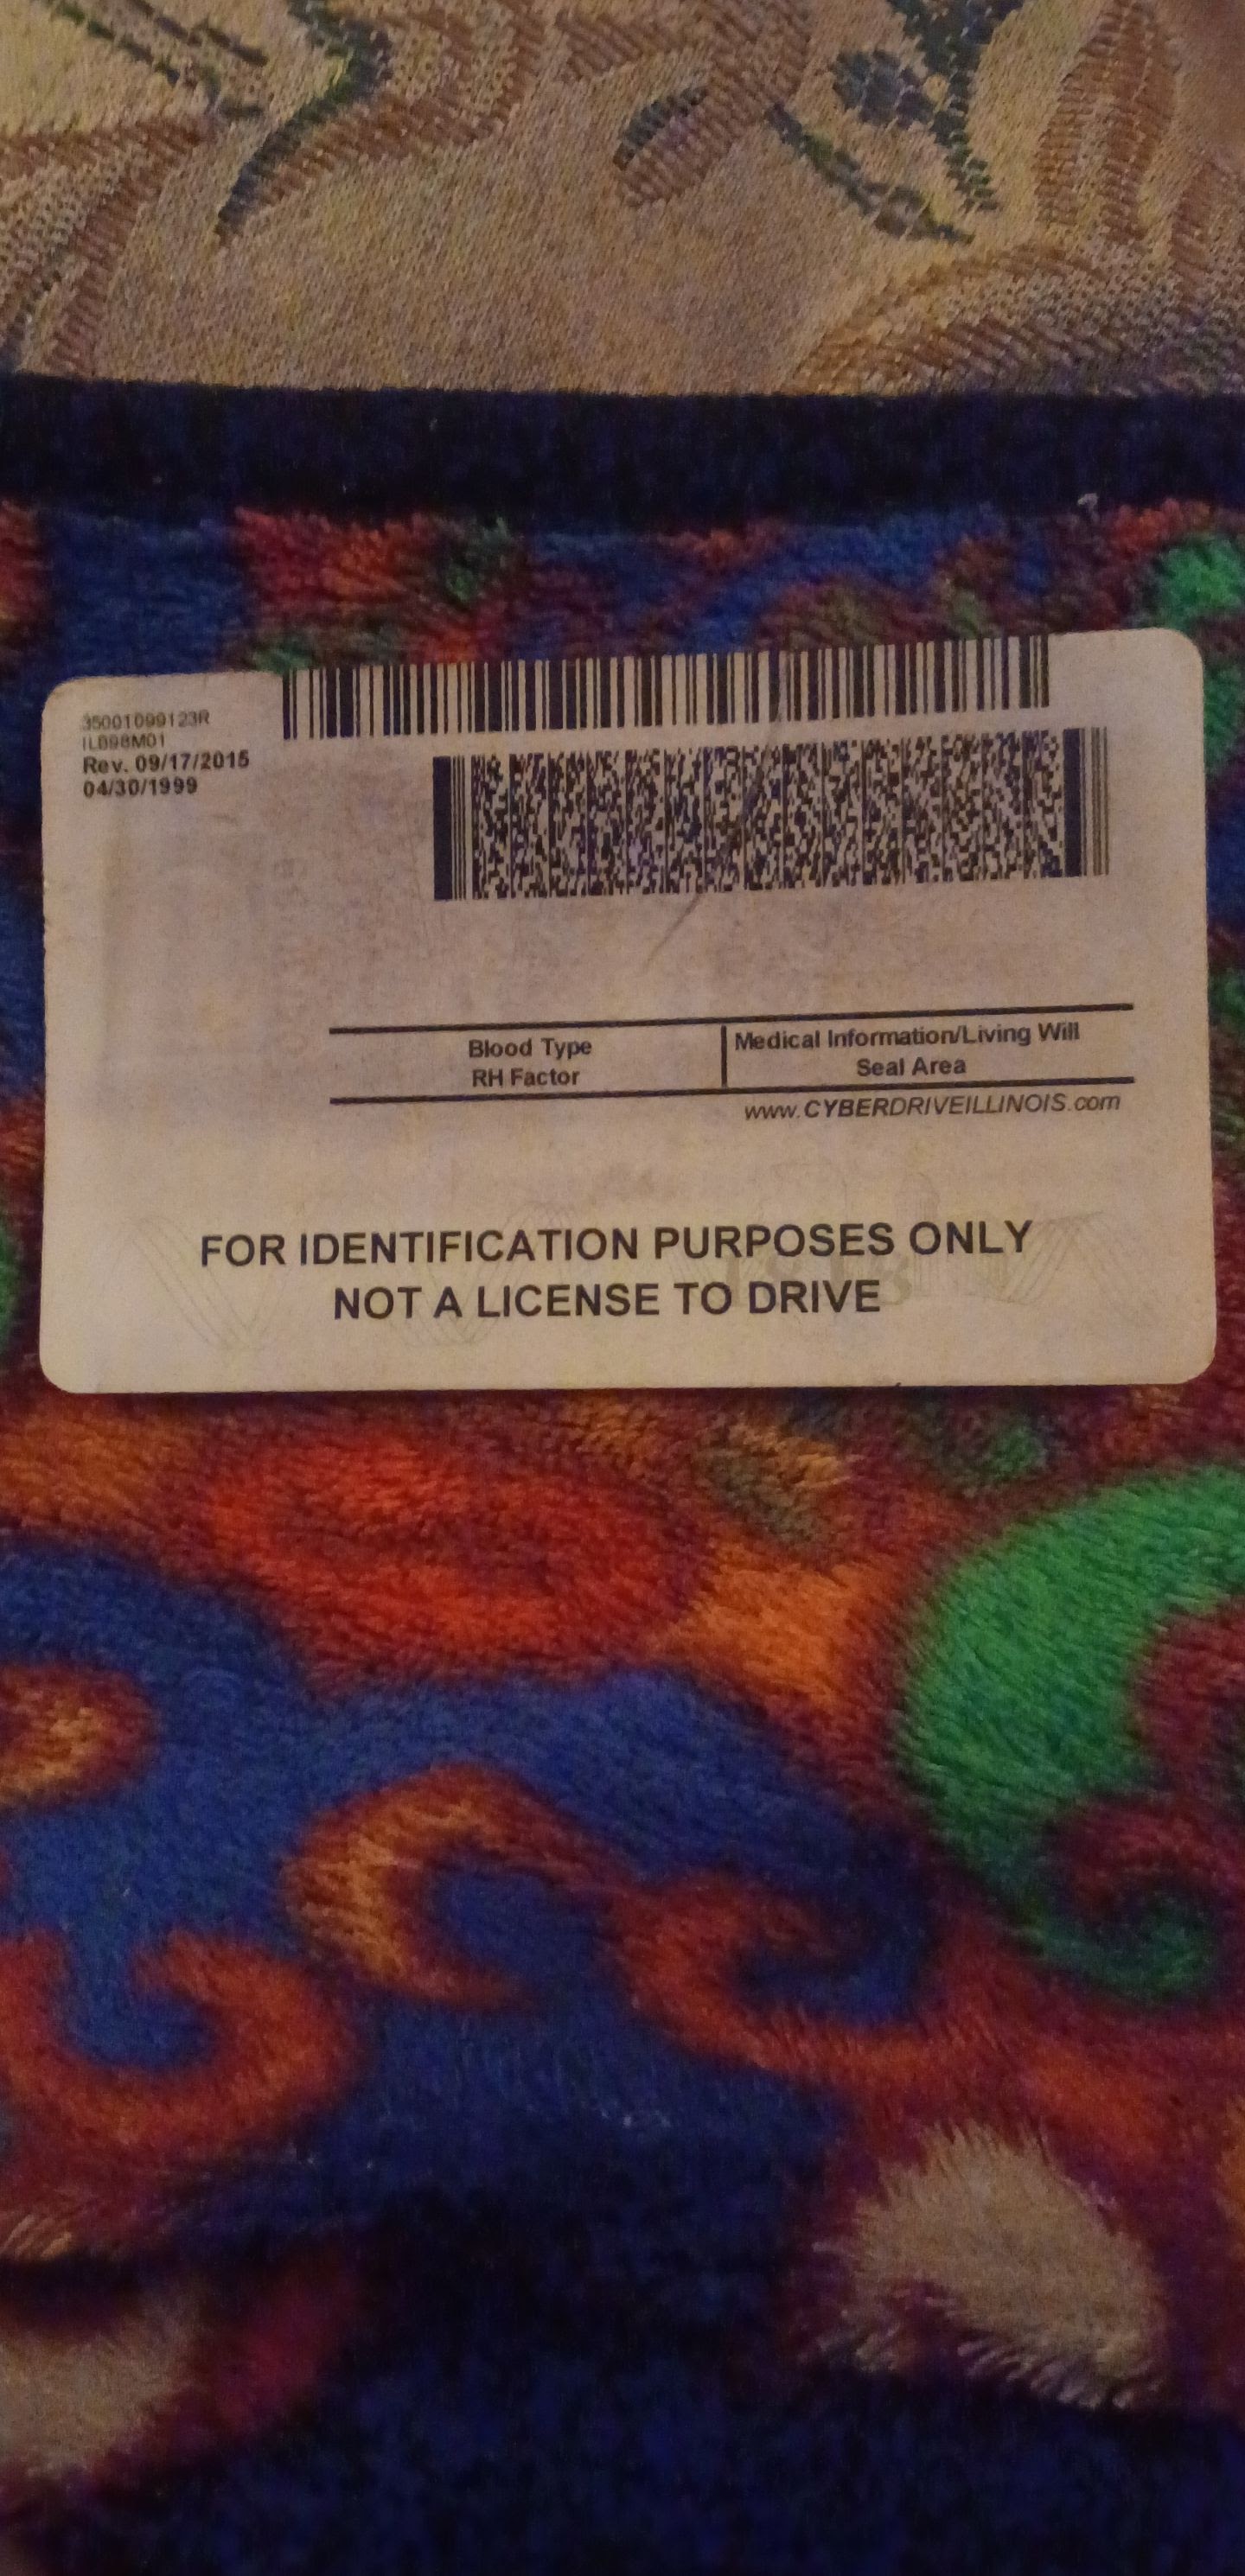 35001099123R
ILB98M01
Rev. 09/17/2015
04/30/1999
Blood Type
RH Factor
Medical Information/Living Will
Seal Area
www.CYBERDRIVEILLINOIS.com
FOR IDENTIFICATION PURPOSES ONLY
NOT A LICENSE TO DRIVE